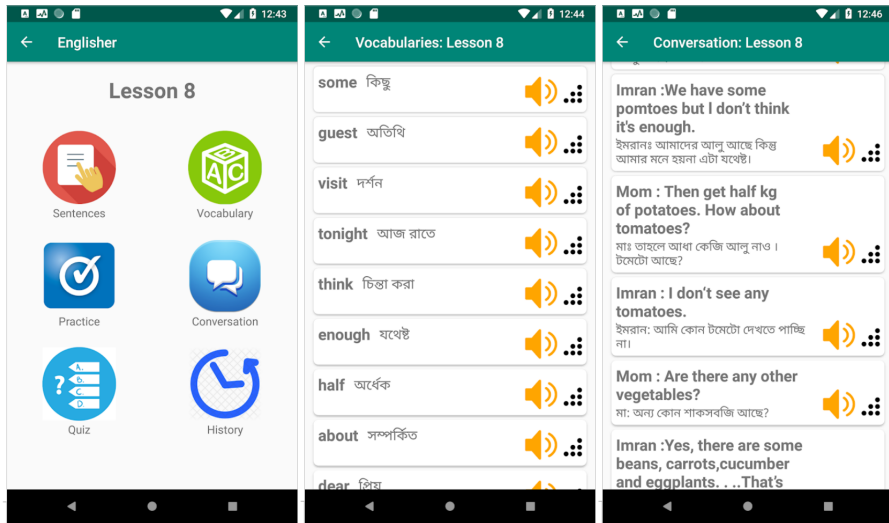 12:43
Englisher
Lesson 8
Sentences
Vocabulary
Practice
Conversation
? A.
B.
C.
D.
Quiz
History
12:44
Vocabularies: Lesson 8
some কিছু
guest অতিথি
visit দর্শন
tonight আজ রাতে
think চিন্তা করা
enough যথেষ্ট
half অর্ধেক
about সম্পর্কিত
dear প্রিয়
12:46
Conversation: Lesson 8
Imran :We have some
pomtoes but I don’t think
it's enough.
ইমরানঃ আমাদের আলু আছে কিন্তু
আমার মনে হয়না এটা যথেষ্ট।
Mom : Then get half kg
of potatoes. How about
tomatoes?
মাঃ তাহলে আধা কেজি আলু নাও ।
টমেটো আছে?
Imran : I don’t see any
tomatoes.
ইমরান: আমি কোন টমেটো দেখতে পাচ্ছি
না।
Mom : Are there any other
vegetables?
মা: অন্য কোন শাকসবজি আছে?
Imran :Yes, there are some
beans, carrots,cucumber
and eggplants. . ..That’s